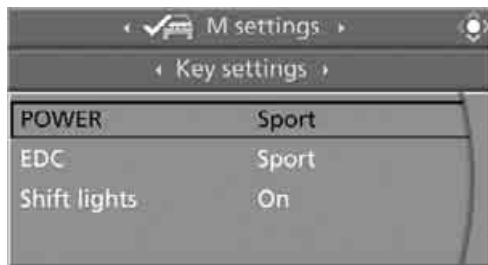 M settings
Key settings
POWER Sport
EDC Sport
Shift lights On